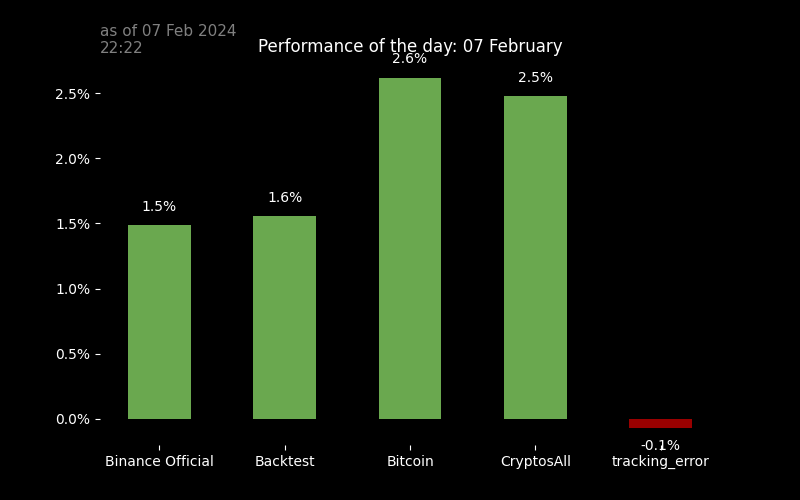 as of 07 Feb 2024
22:22
Performance of the day: 07 February
2.6%
2.5%
2.5%
2.0%
1.6%
1.5%
1.5%
1.0%
0.5%
0.0%
-0.1%
Binance Official
Backtest
Bitcoin
CryptosAll
tracking_error